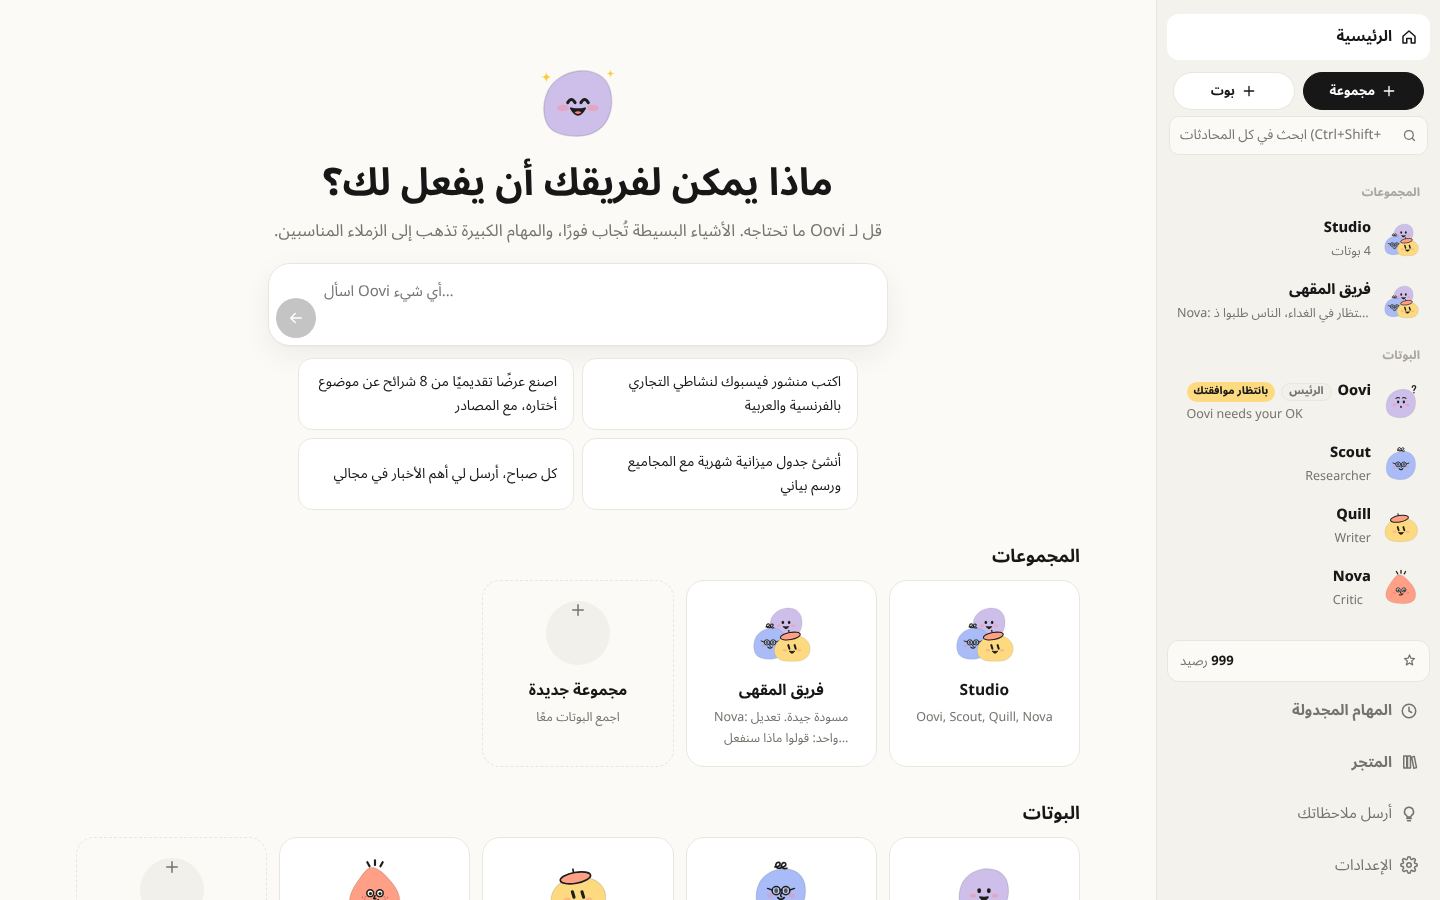 الرئيسية
مجموعة
بوت
ابحث في كل المحادثات (Ctrl+Shift+
المجموعات
Studio
4 بوتات
فريق المقهى
Nova: تظار في الغداء، الناس طلبوا ذ...
البوتات
Oovi الرئيس بانتظار موافقتك
Oovi needs your OK
Scout
Researcher
Quill
Writer
Nova
Critic
999 رصيد
المهام المجدولة
المتجر
أرسل ملاحظاتك
الإعدادات
ماذا يمكن لفريقك أن يفعل لك؟
قل لـ Oovi ما تحتاجه. الأشياء البسيطة تُجاب فورًا، والمهام الكبيرة تذهب إلى الزملاء المناسبين.
اسأل Oovi أي شيء...
اكتب منشور فيسبوك لنشاطي التجاري
بالفرنسية والعربية
اصنع عرضًا تقديميًا من 8 شرائح عن موضوع
أختاره، مع المصادر
أنشئ جدول ميزانية شهرية مع المجاميع
ورسم بياني
كل صباح، أرسل لي أهم الأخبار في مجالي
المجموعات
Studio
Oovi, Scout, Quill, Nova
فريق المقهى
Nova: مسودة جيدة. تعديل
واحد: قولوا ماذا سنفعل...
مجموعة جديدة
اجمع البوتات معًا
البوتات